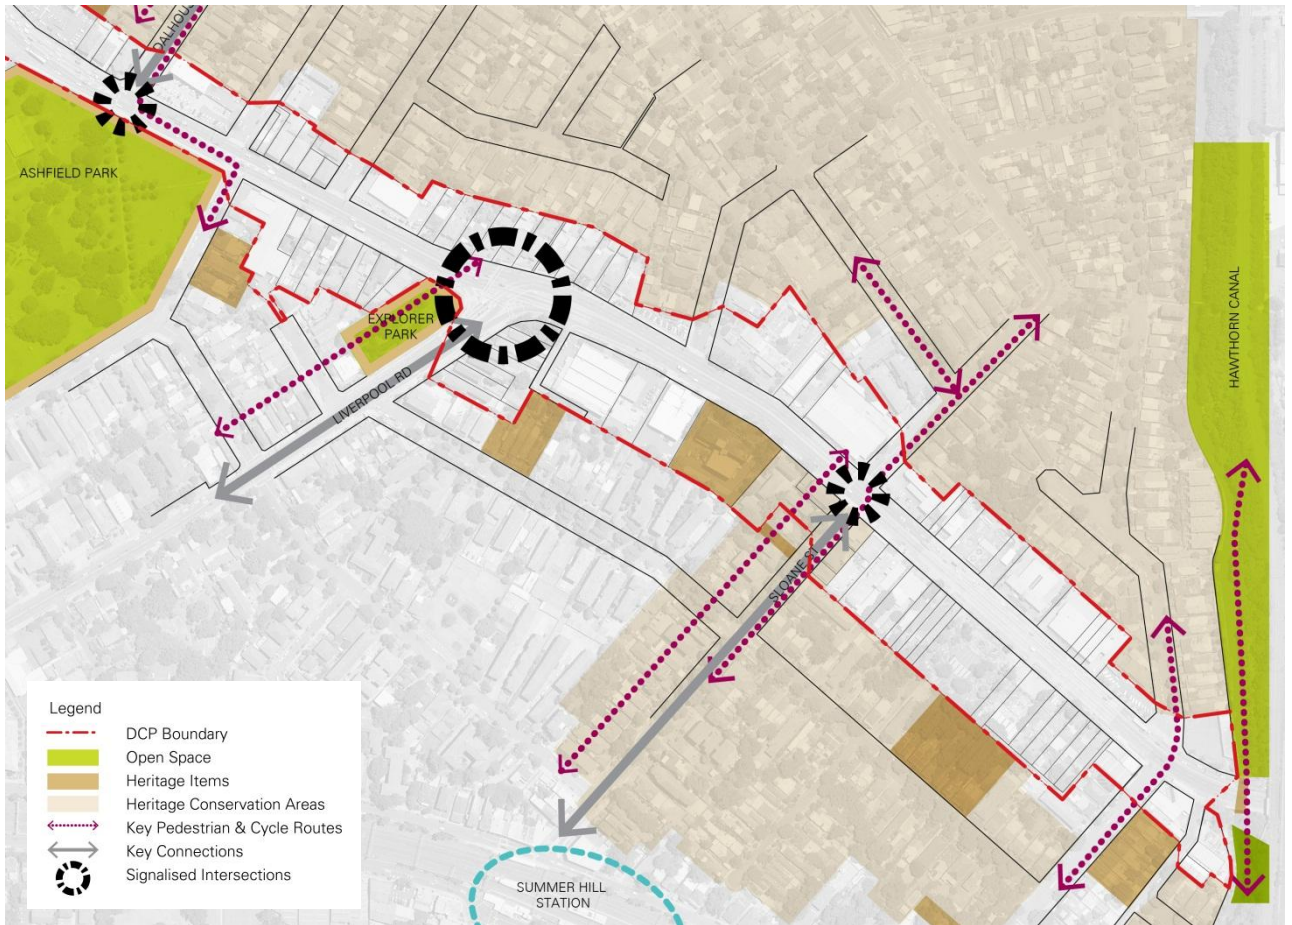 DALHOUS
ASHFIELD PARK
EXPLORER
PARK
LIVERPOOL RD
HAWTHORN CANAL
SLOANE ST
SUMMER HILL
STATION
Legend
DCP Boundary
Open Space
Heritage Items
Heritage Conservation Areas
Key Pedestrian & Cycle Routes
Key Connections
Signalised Intersections